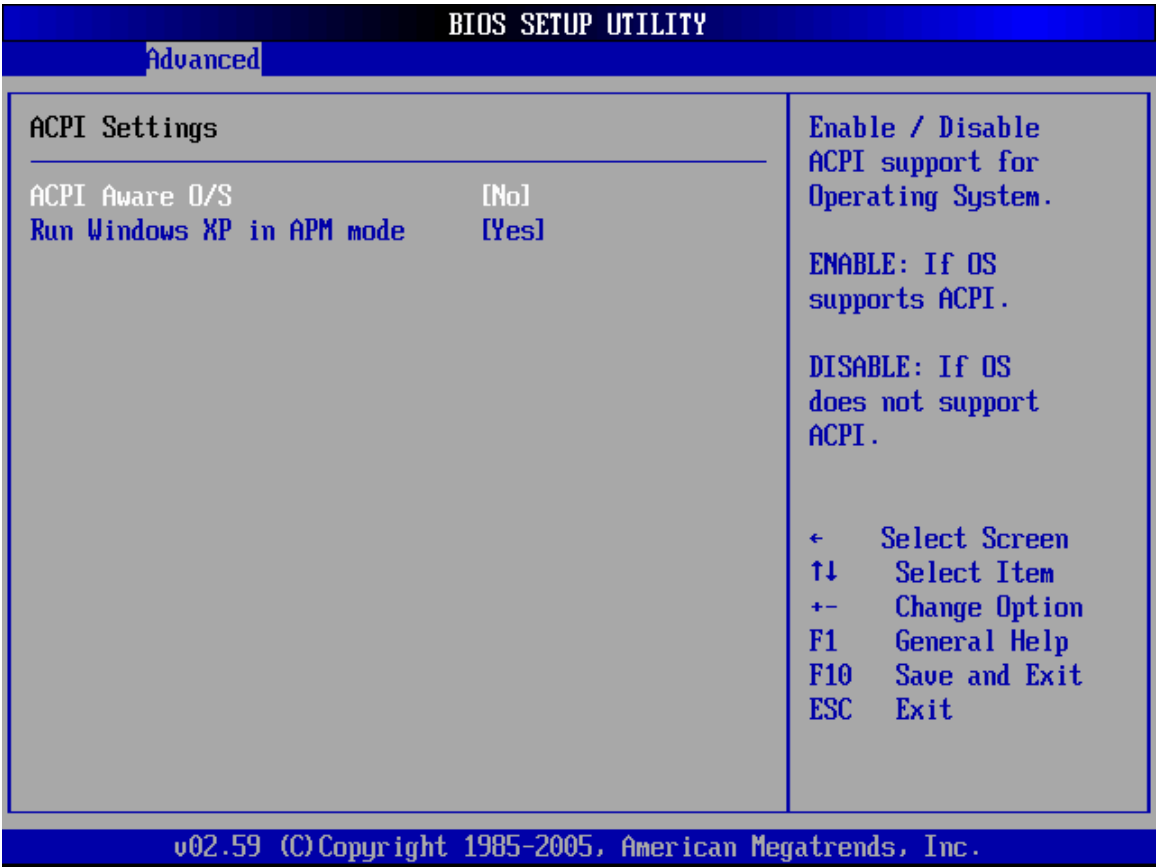 BIOS SETUP UTILITY
Advanced
ACPI Settings
ACPI Aware O/S [No]
Run Windows XP in APM mode [Yes]
Enable / Disable
ACPI support for
Operating System.
ENABLE: If OS
supports ACPI.
DISABLE: If OS
does not support
ACPI.
← Select Screen
↑↓ Select Item
+- Change Option
F1 General Help
F10 Save and Exit
ESC Exit
v02.59 (C)Copyright 1985-2005, American Megatrends, Inc.